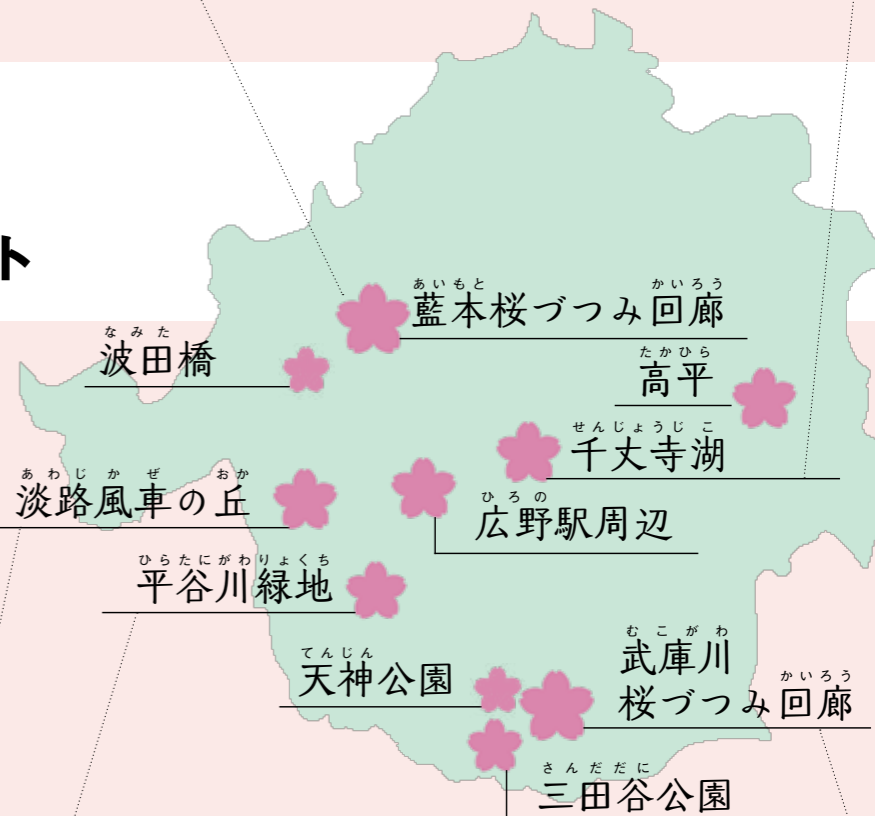 ト
あいもと かいろう
藍本桜づつみ回廊
なみた
波田橋
たかひら
高平
せんじょうじ こ
千丈寺湖
あわじかぜ おか
淡路風車の丘
ひろの
広野駅周辺
ひらたにがわりょくち
平谷川緑地
てんじん
天神公園
むこがわ
武庫川
かいろう
桜づつみ回廊
さんだだに
三田谷公園